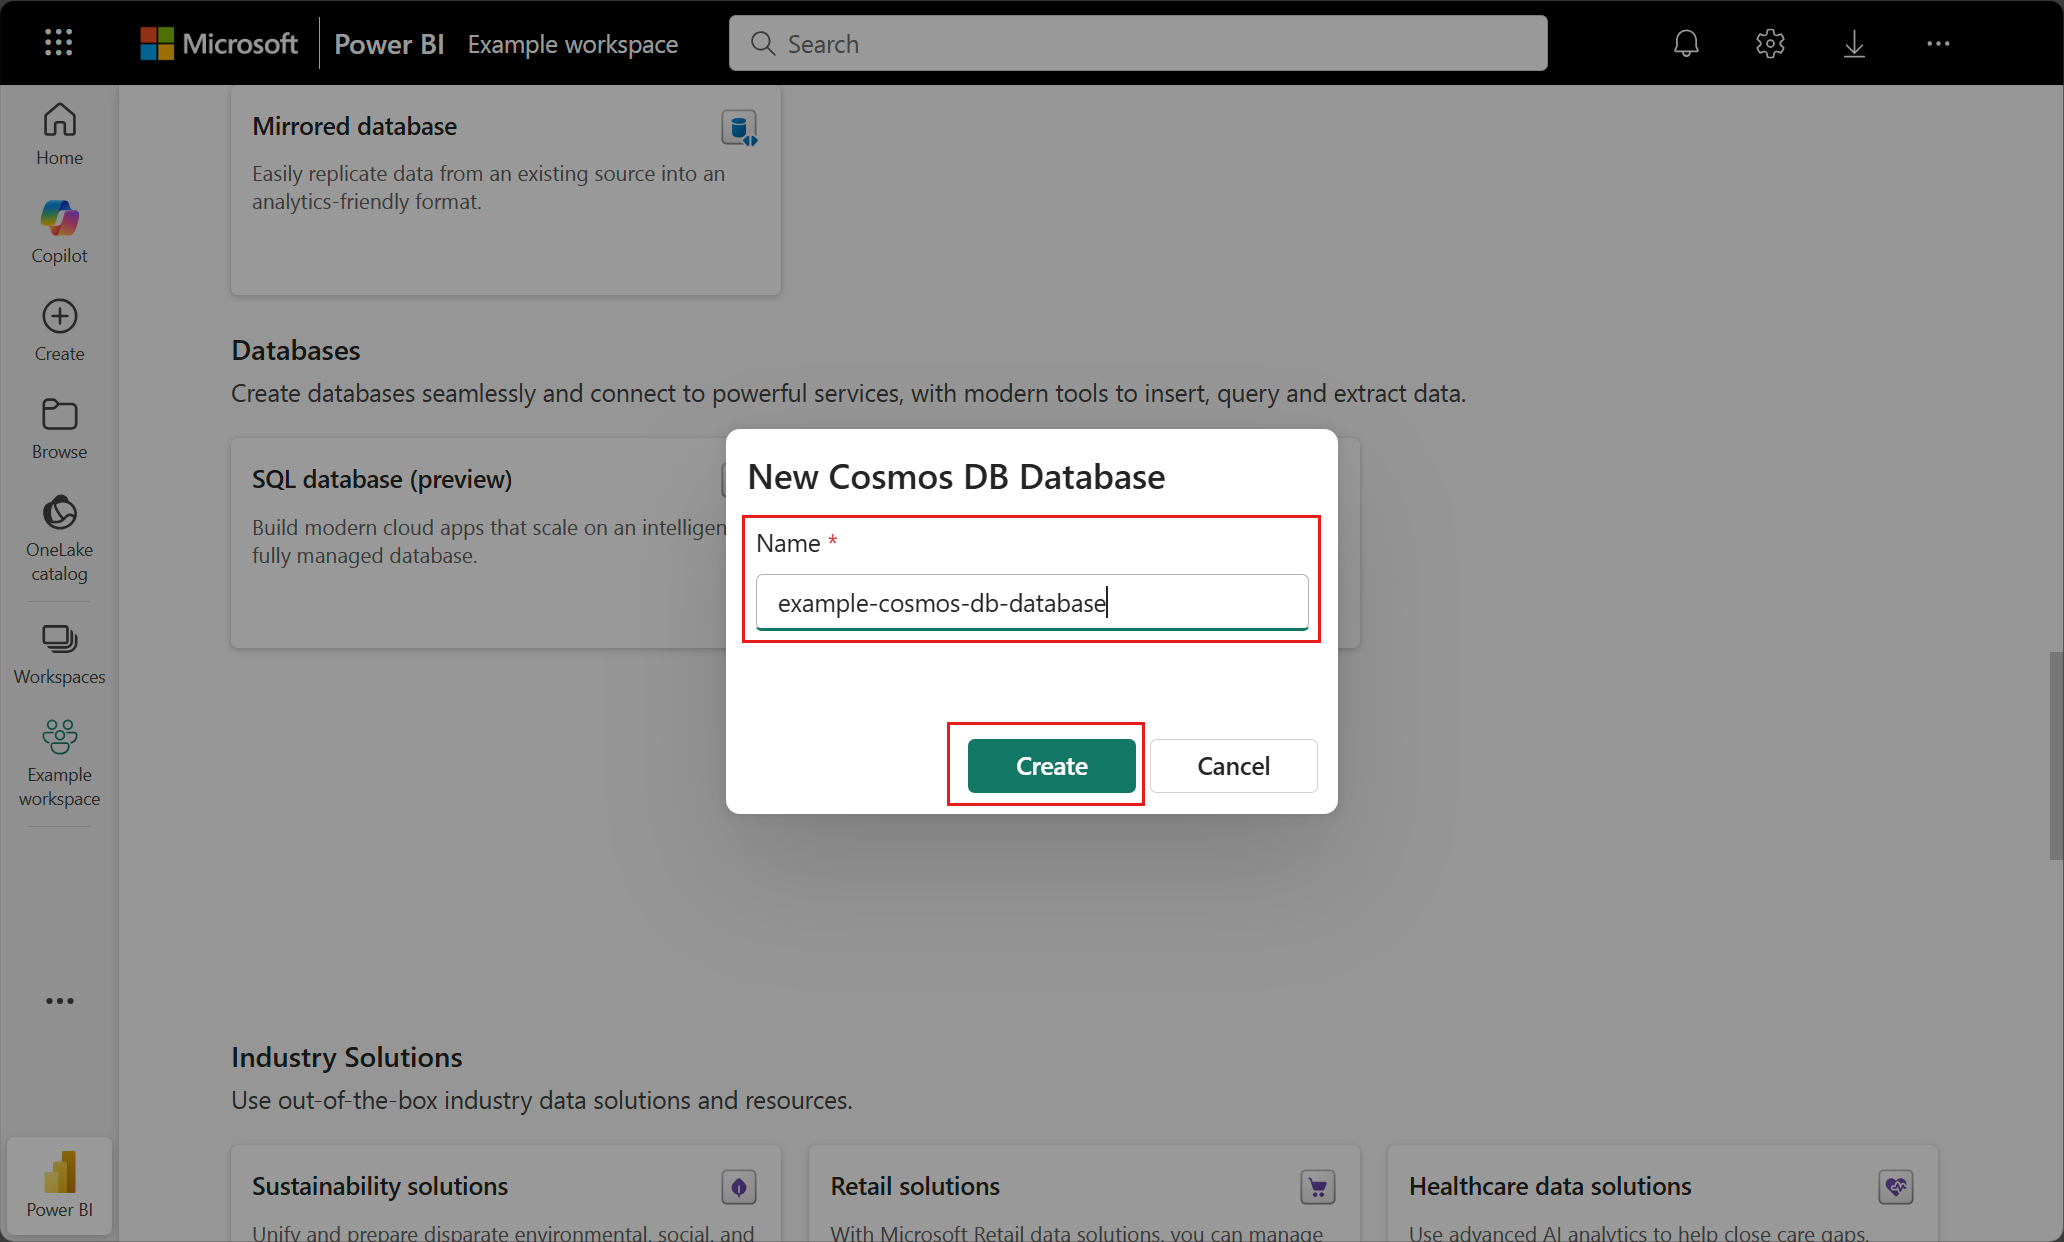 Microsoft
Power BI
Example workspace
Search
Home
Copilot
Create
Browse
OneLake
catalog
Workspaces
Example
workspace
Power BI
Mirrored database
Easily replicate data from an existing source into an
analytics-friendly format.
Databases
Create databases seamlessly and connect to powerful services, with modern tools to insert, query and extract data.
SQL database (preview)
Build modern cloud apps that scale on an intelligen
fully managed database.
New Cosmos DB Database
Name *
example-cosmos-db-database
Create
Cancel
Industry Solutions
Use out-of-the-box industry data solutions and resources.
Sustainability solutions
Unify and prepare disparate environmental, social, and
Retail solutions
With Microsoft Retail data solutions, you can manage
Healthcare data solutions
Use advanced AI analytics to help close care gaps,